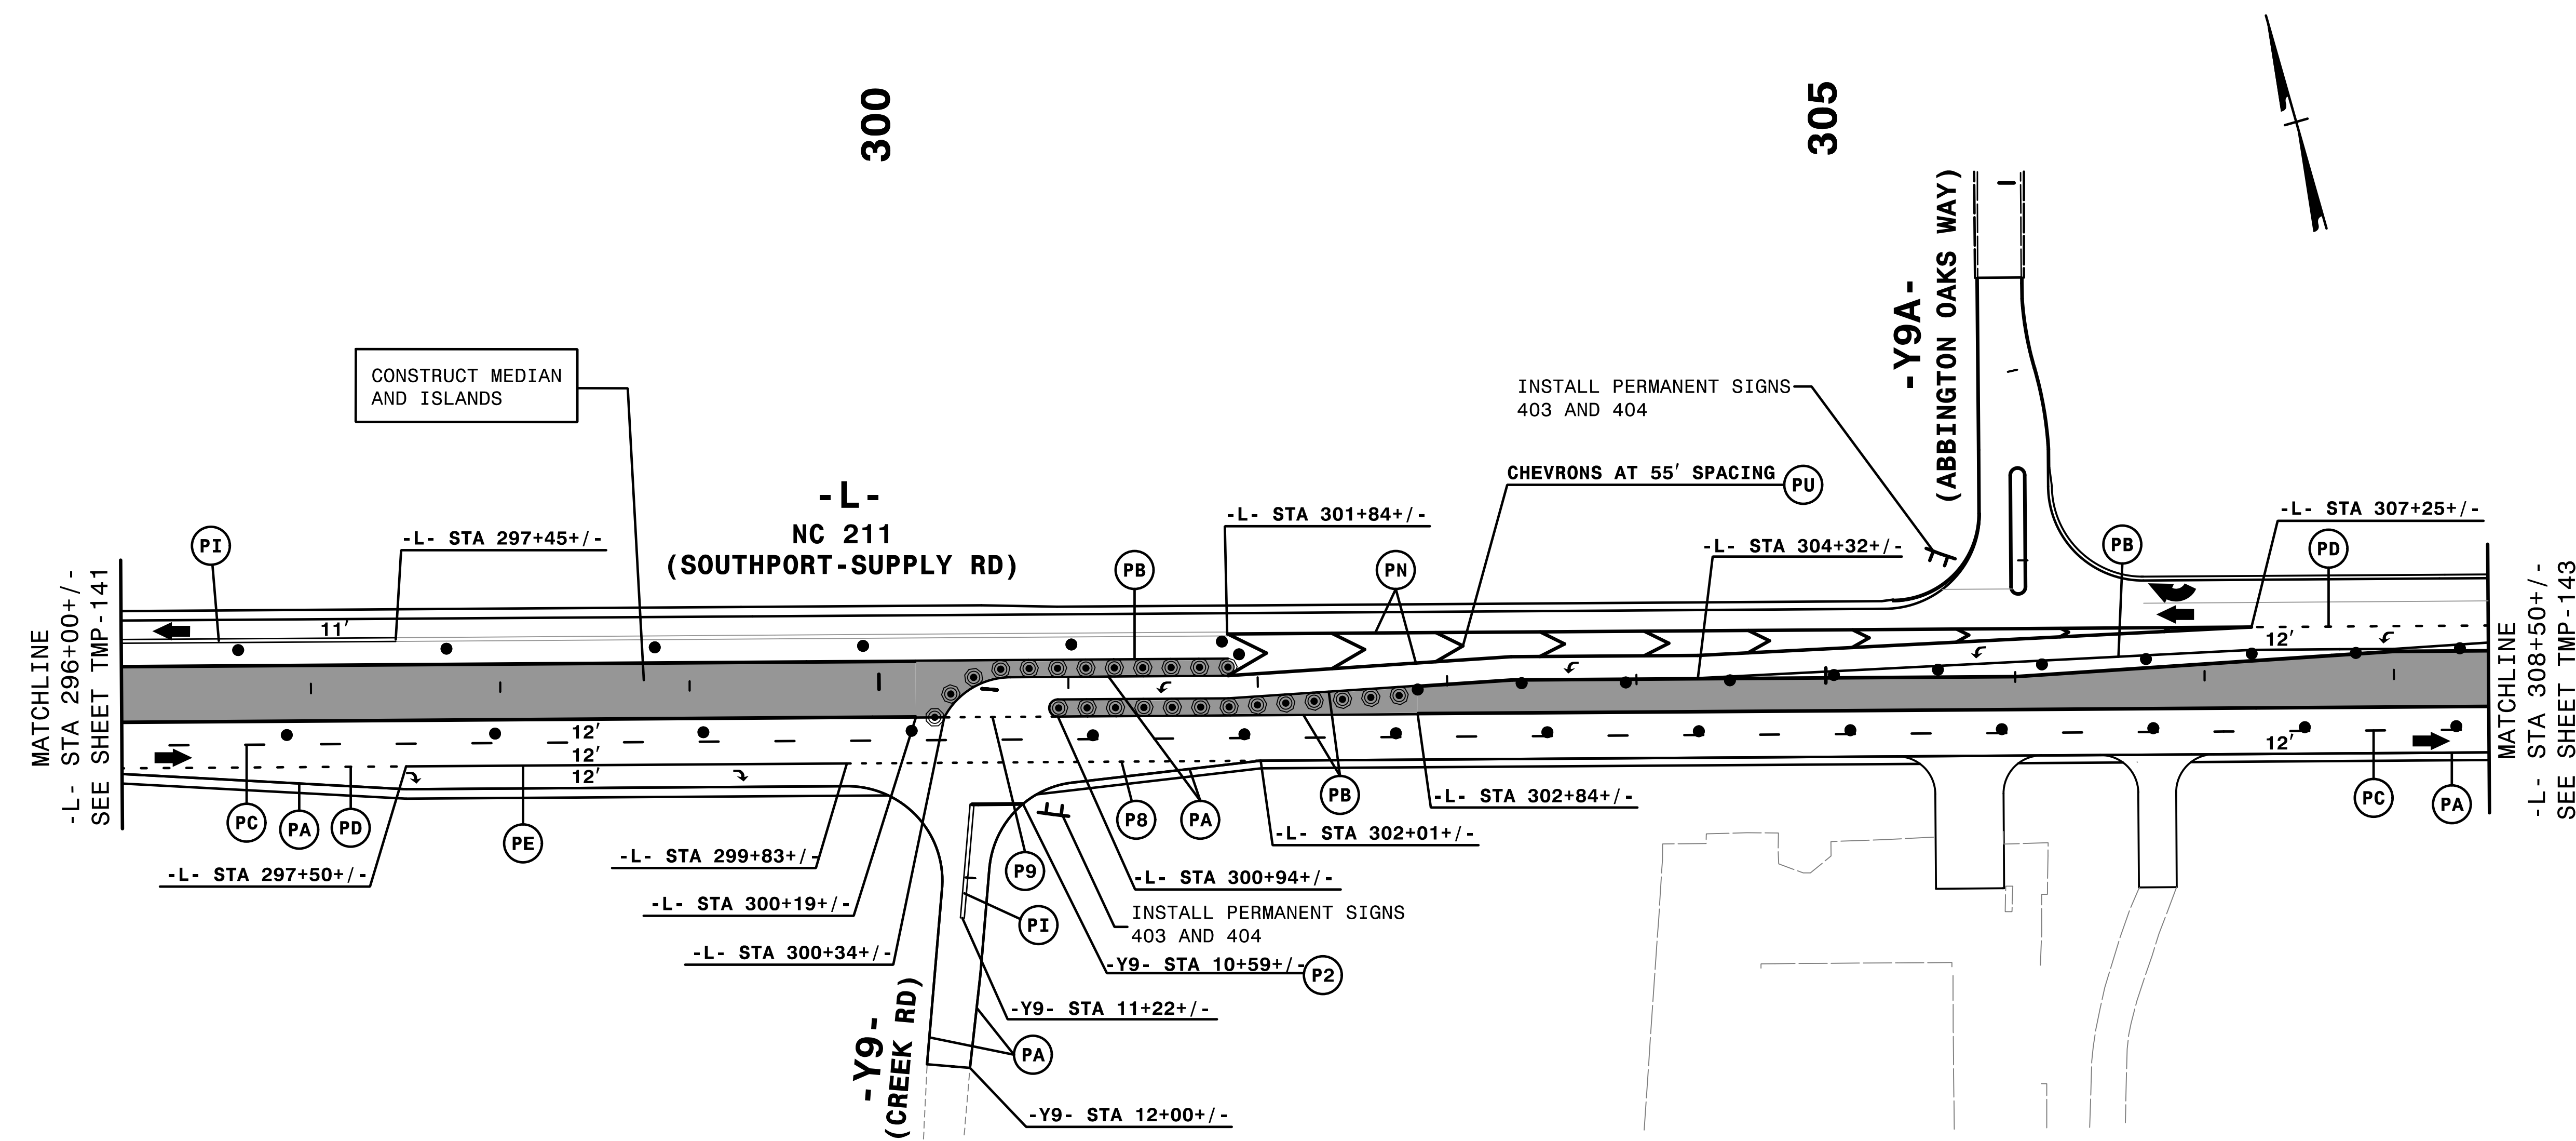 300
305
-Y9A-
(ABBINGTON OAKS WAY)
CONSTRUCT MEDIAN
AND ISLANDS
INSTALL PERMANENT SIGNS
403 AND 404
CHEVRONS AT 55' SPACING
PU
-L-
NC 211
(SOUTHPORT-SUPPLY RD)
PI
-L- STA 297+45+/-
-L- STA 301+84+/-
PB
PN
-L- STA 304+32+/-
PB
-L- STA 307+25+/-
PD
MATCHLINE
-L- STA 296+00+/-
SEE SHEET TMP-141
11'
12'
12'
12'
12'
12'
MATCHLINE
-L- STA 308+50+/-
SEE SHEET TMP-143
PC
PA
PD
PE
-L- STA 297+50+/-
-L- STA 299+83+/-
-L- STA 300+19+/-
-L- STA 300+34+/-
P9
P8
PA
PB
-L- STA 302+84+/-
-L- STA 302+01+/-
-L- STA 300+94+/-
PC
PA
INSTALL PERMANENT SIGNS
403 AND 404
PI
-Y9- STA 10+59+/-
P2
-Y9- STA 11+22+/-
PA
-Y9- STA 12+00+/-
-Y9-
(CREEK RD)